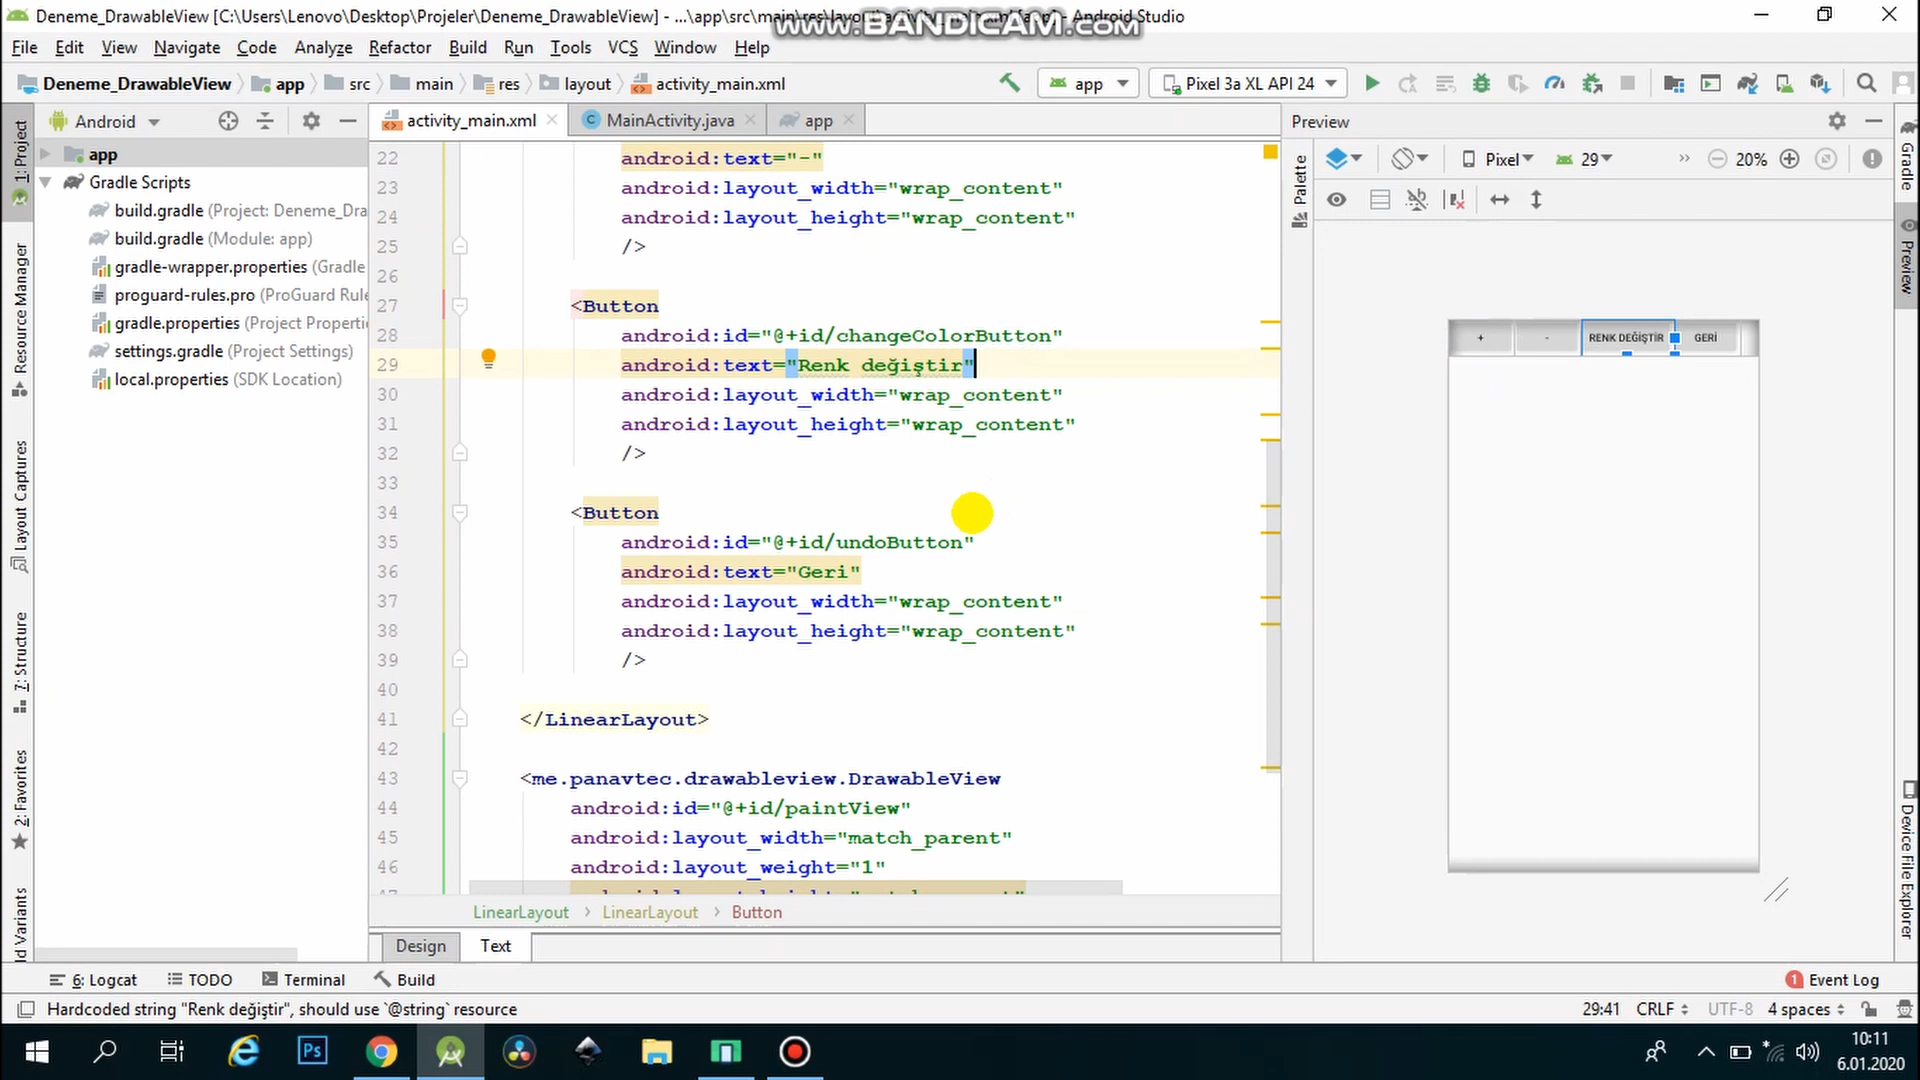 Deneme_DrawableView [C:\Users\Lenovo\Desktop\Projeler\Deneme_DrawableView] - ...\app\src\main\res\layout\activity_main.xml [app] - Android Studio
www.BANDICAM.com
File Edit View Navigate Code Analyze Refactor Build Run Tools VCS Window Help
Deneme_DrawableView app src main res layout activity_main.xml app Pixel 3a XL API 24
Android activity_main.xml MainActivity.java app Preview
app
Gradle Scripts
build.gradle (Project: Deneme_Dra
build.gradle (Module: app)
gradle-wrapper.properties (Gradle
proguard-rules.pro (ProGuard Rule
gradle.properties (Project Properti
settings.gradle (Project Settings)
local.properties (SDK Location)
1: Project
Resource Manager
Layout Captures
7: Structure
2: Favorites
ld Variants
22 android:text="-"
23 android:layout_width="wrap_content"
24 android:layout_height="wrap_content"
25 />
26
27 <Button
28 android:id="@+id/changeColorButton"
29 android:text="Renk değiştir"
30 android:layout_width="wrap_content"
31 android:layout_height="wrap_content"
32 />
33
34 <Button
35 android:id="@+id/undoButton"
36 android:text="Geri"
37 android:layout_width="wrap_content"
38 android:layout_height="wrap_content"
39 />
40
41 </LinearLayout>
42
43 <me.panavtec.drawableview.DrawableView
44 android:id="@+id/paintView"
45 android:layout_width="match_parent"
46 android:layout_weight="1"
LinearLayout LinearLayout Button
Design Text
Palette
Pixel 29 20%
+ - RENK DEĞİŞTİR GERİ
Gradle
Preview
Device File Explorer
6: Logcat TODO Terminal Build 1 Event Log
Hardcoded string "Renk değiştir", should use `@string` resource 29:41 CRLF UTF-8 4 spaces
Ps
10:11
6.01.2020